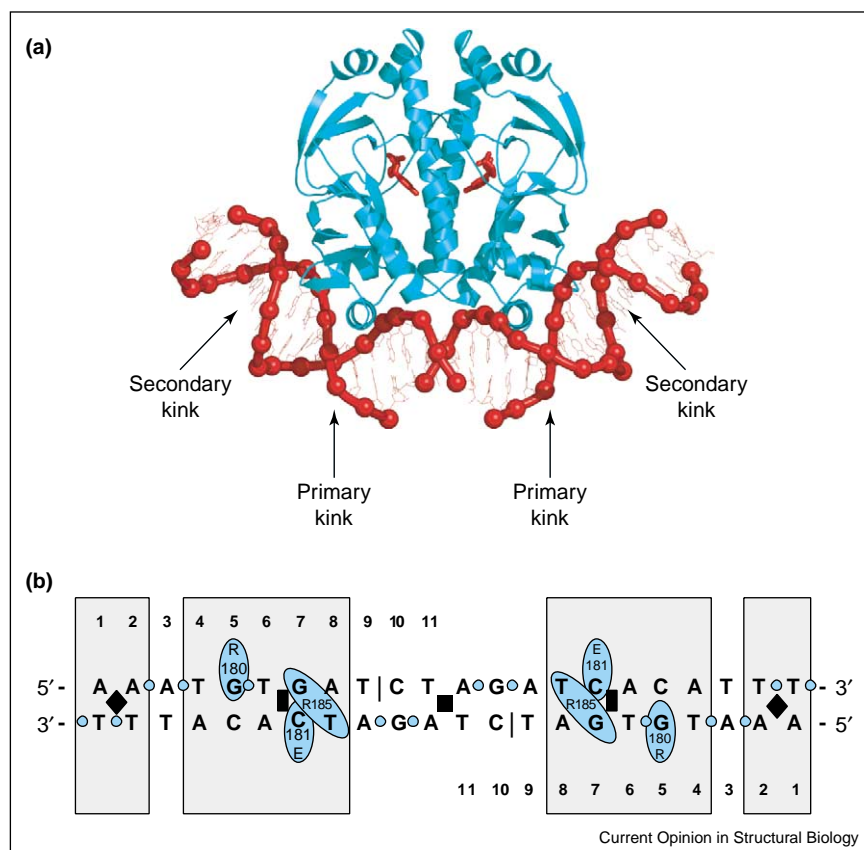 (a)
Secondary kink
Secondary kink
Primary kink
Primary kink
(b)
1 2 3 4 5 6 7 8 9 10 11
R 180
E 181
5′ - A A A T G T G A T C T A G A T C A C A T T T - 3′
R185
R185
3′ - T T T A C A C T A G A T C T A G T G T A A A - 5′
181 E
180 R
11 10 9 8 7 6 5 4 3 2 1
Current Opinion in Structural Biology